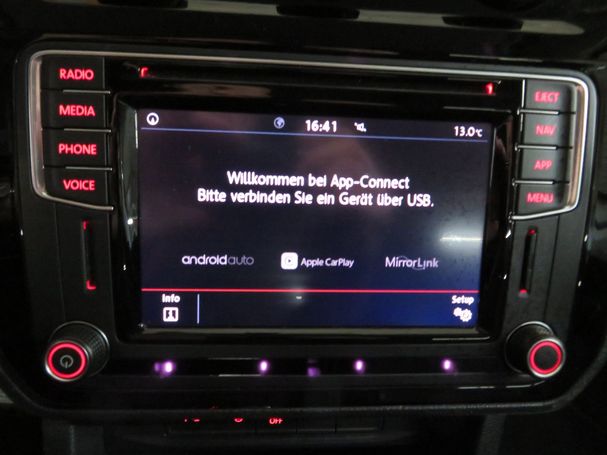 RADIO
MEDIA
PHONE
VOICE
EJECT
NAV
APP
MENU
16:41
13.0°C
Willkommen bei App-Connect
Bitte verbinden Sie ein Gerät über USB.
androidauto
Apple CarPlay
MirrorLink
Info
Setup
OFF